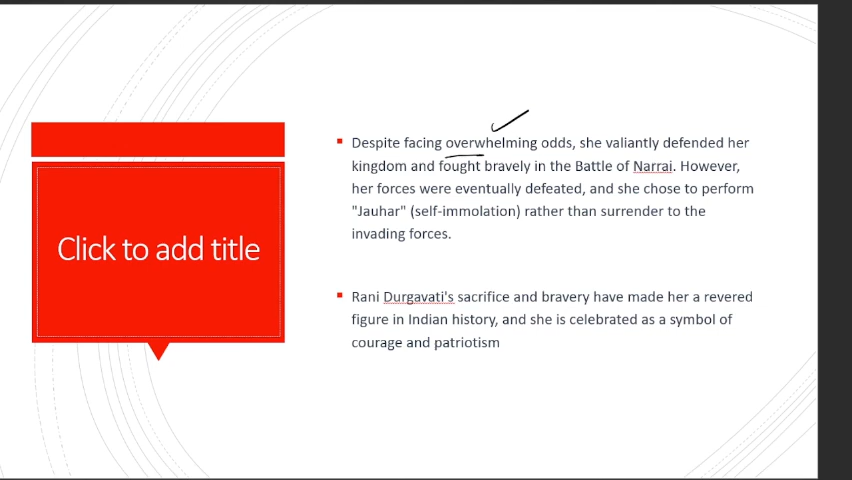 Click to add title
Despite facing overwhelming odds, she valiantly defended her
kingdom and fought bravely in the Battle of Narrai. However,
her forces were eventually defeated, and she chose to perform
"Jauhar" (self-immolation) rather than surrender to the
invading forces.
Rani Durgavati's sacrifice and bravery have made her a revered
figure in Indian history, and she is celebrated as a symbol of
courage and patriotism